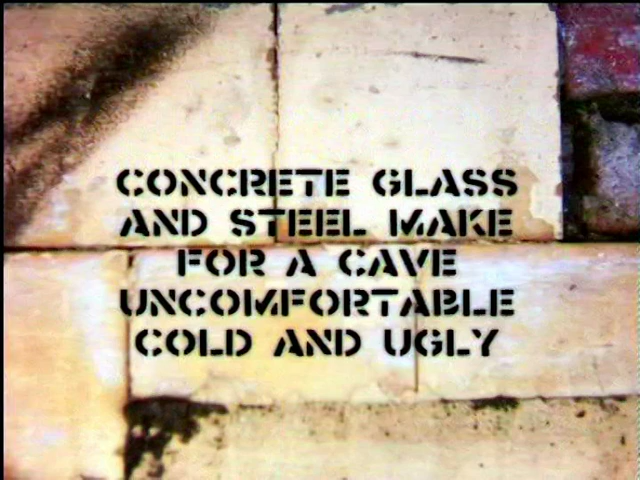 CONCRETE GLASS
AND STEEL MAKE
FOR A CAVE
UNCOMFORTABLE
COLD AND UGLY